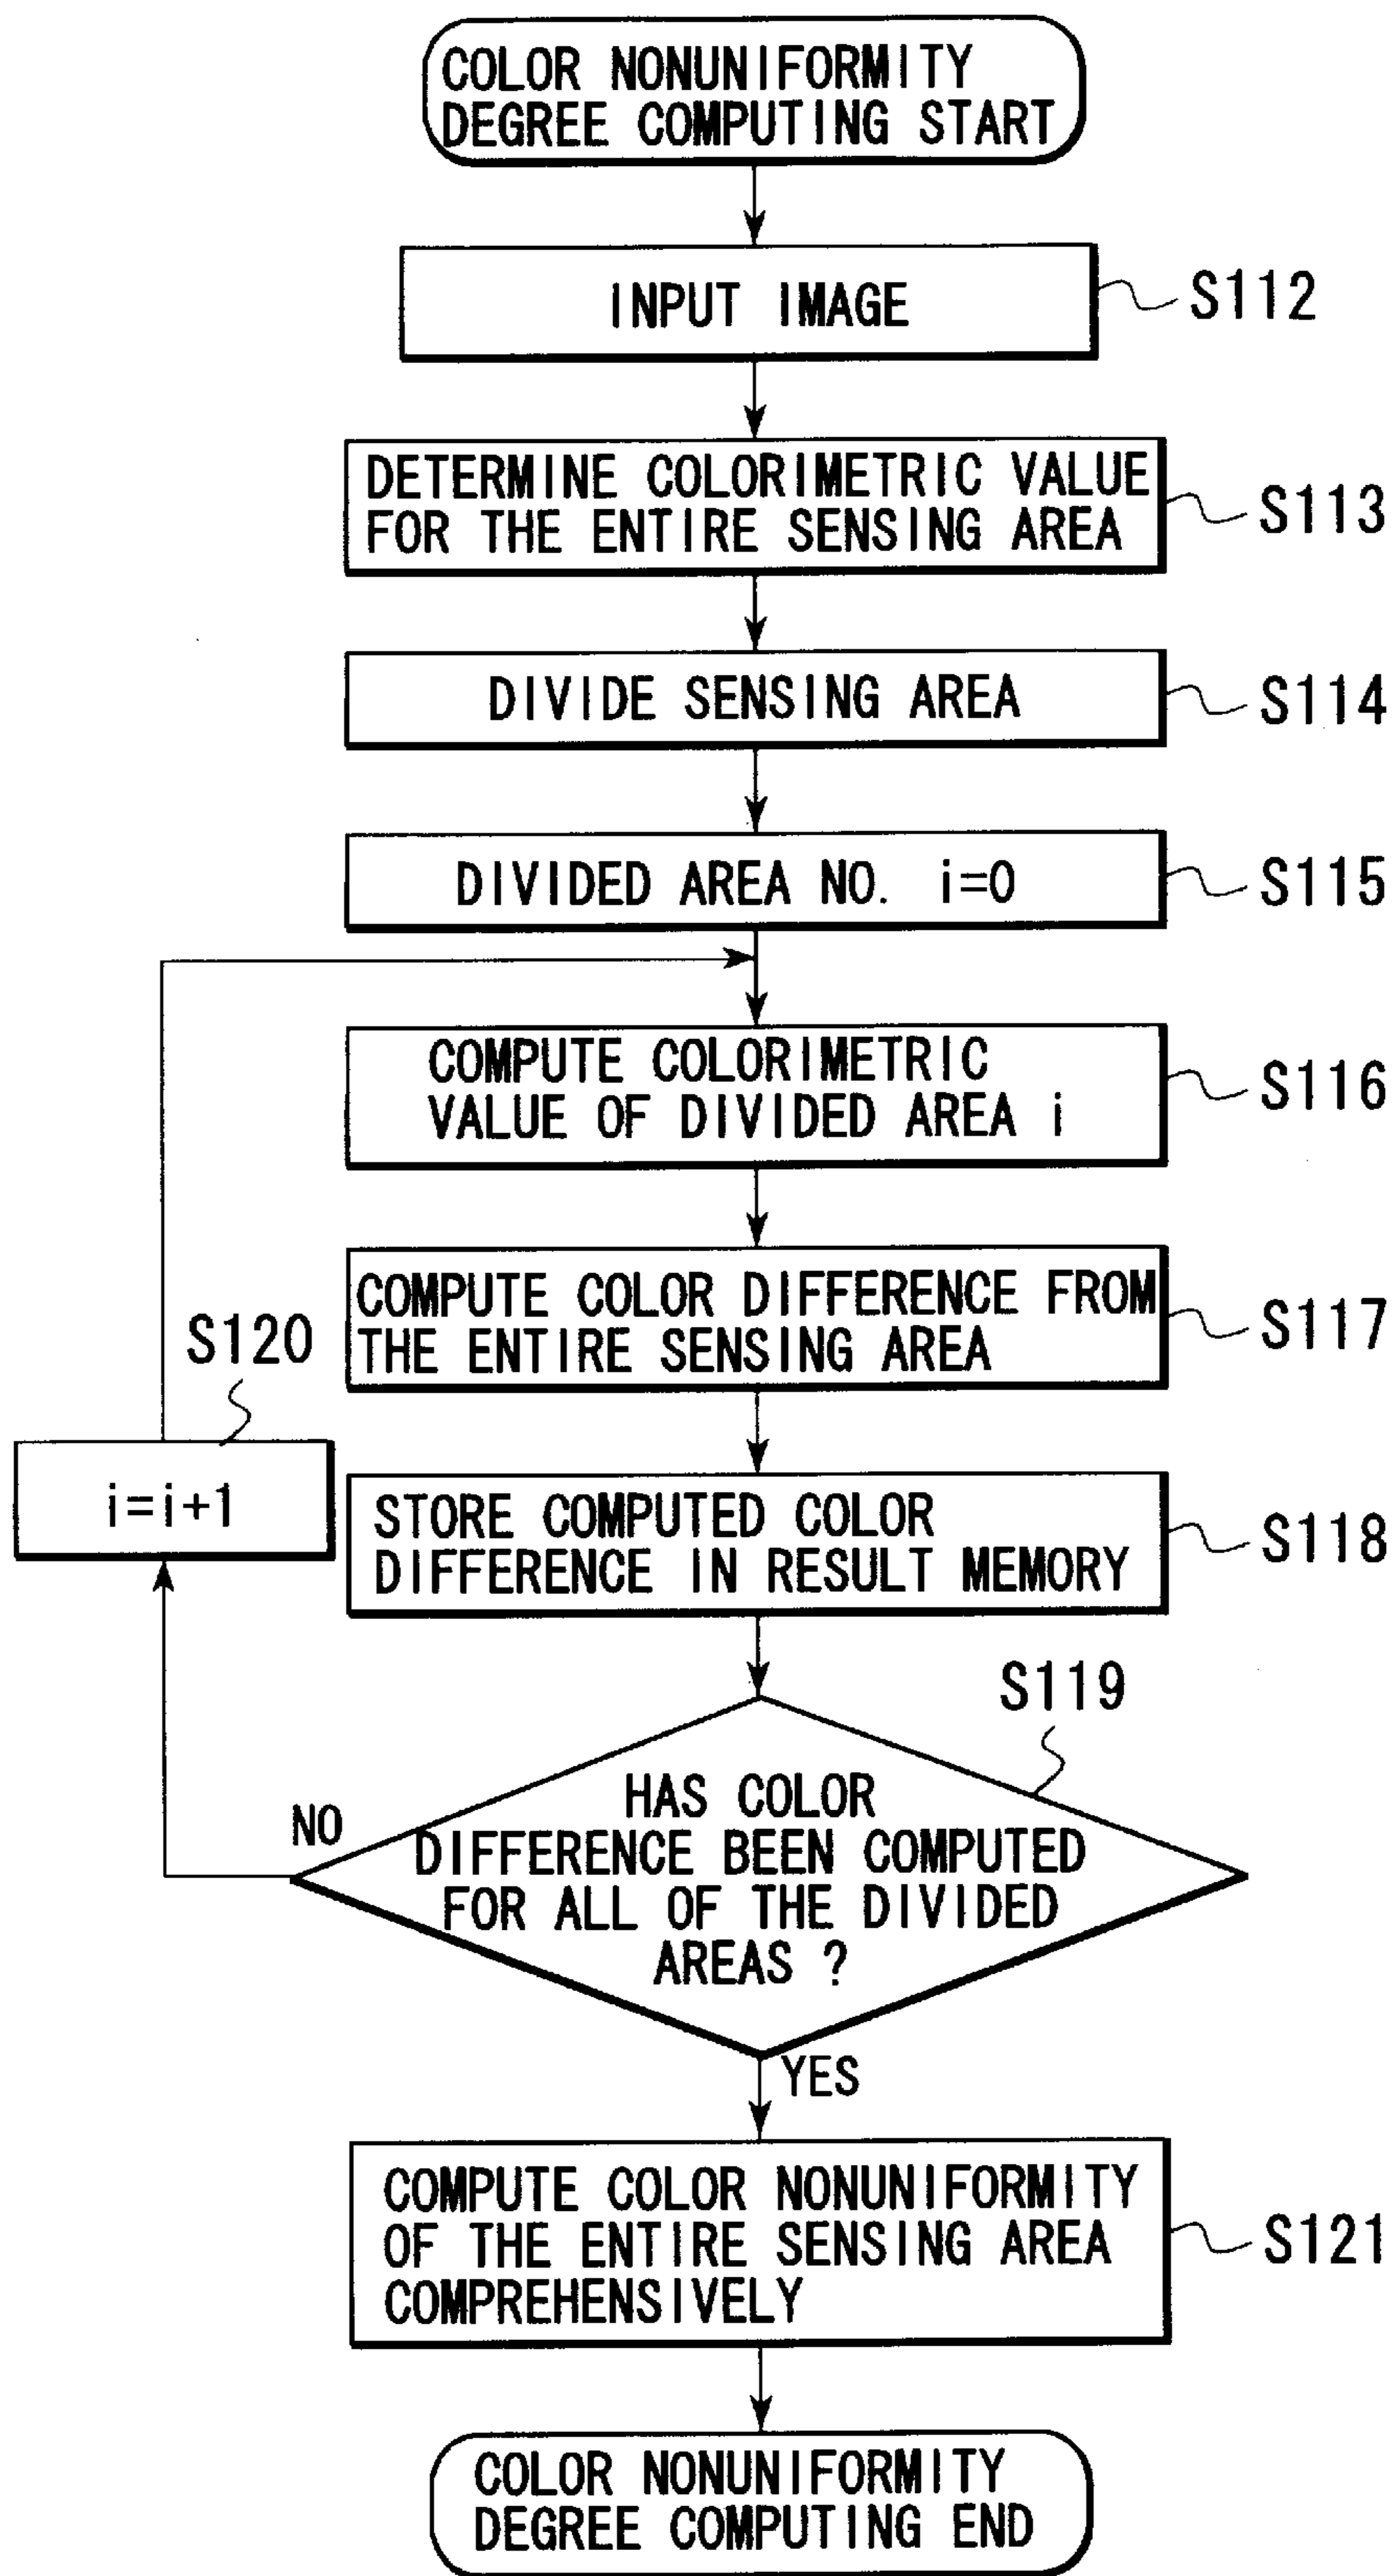 COLOR NONUNIFORMITY
DEGREE COMPUTING START
INPUT IMAGE
S112
DETERMINE COLORIMETRIC VALUE
FOR THE ENTIRE SENSING AREA
S113
DIVIDE SENSING AREA
S114
DIVIDED AREA NO. i=0
S115
COMPUTE COLORIMETRIC
VALUE OF DIVIDED AREA i
S116
COMPUTE COLOR DIFFERENCE FROM
THE ENTIRE SENSING AREA
S117
S120
i=i+1
STORE COMPUTED COLOR
DIFFERENCE IN RESULT MEMORY
S118
S119
HAS COLOR
DIFFERENCE BEEN COMPUTED
FOR ALL OF THE DIVIDED
AREAS ?
NO
YES
COMPUTE COLOR NONUNIFORMITY
OF THE ENTIRE SENSING AREA
COMPREHENSIVELY
S121
COLOR NONUNIFORMITY
DEGREE COMPUTING END